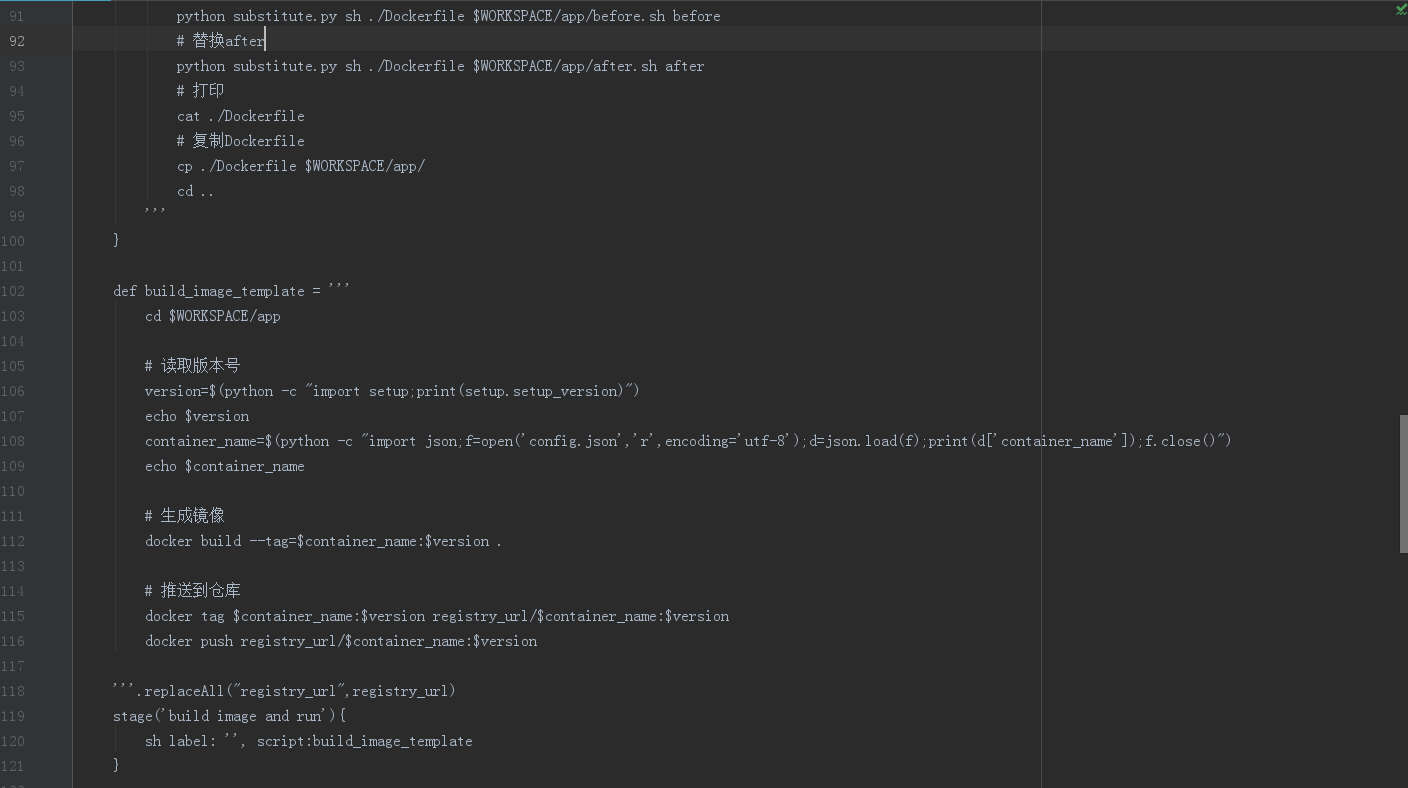 91 python substitute.py sh ./Dockerfile $WORKSPACE/app/before.sh before
92 # 替换after
93 python substitute.py sh ./Dockerfile $WORKSPACE/app/after.sh after
94 # 打印
95 cat ./Dockerfile
96 # 复制Dockerfile
97 cp ./Dockerfile $WORKSPACE/app/
98 cd ..
99 '''
100 }
101
102 def build_image_template = '''
103 cd $WORKSPACE/app
104
105 # 读取版本号
106 version=$(python -c "import setup;print(setup.setup_version)")
107 echo $version
108 container_name=$(python -c "import json;f=open('config.json','r',encoding='utf-8');d=json.load(f);print(d['container_name']);f.close()")
109 echo $container_name
110
111 # 生成镜像
112 docker build --tag=$container_name:$version .
113
114 # 推送到仓库
115 docker tag $container_name:$version registry_url/$container_name:$version
116 docker push registry_url/$container_name:$version
117
118 '''.replaceAll("registry_url",registry_url)
119 stage('build image and run'){
120 sh label: '', script:build_image_template
121 }